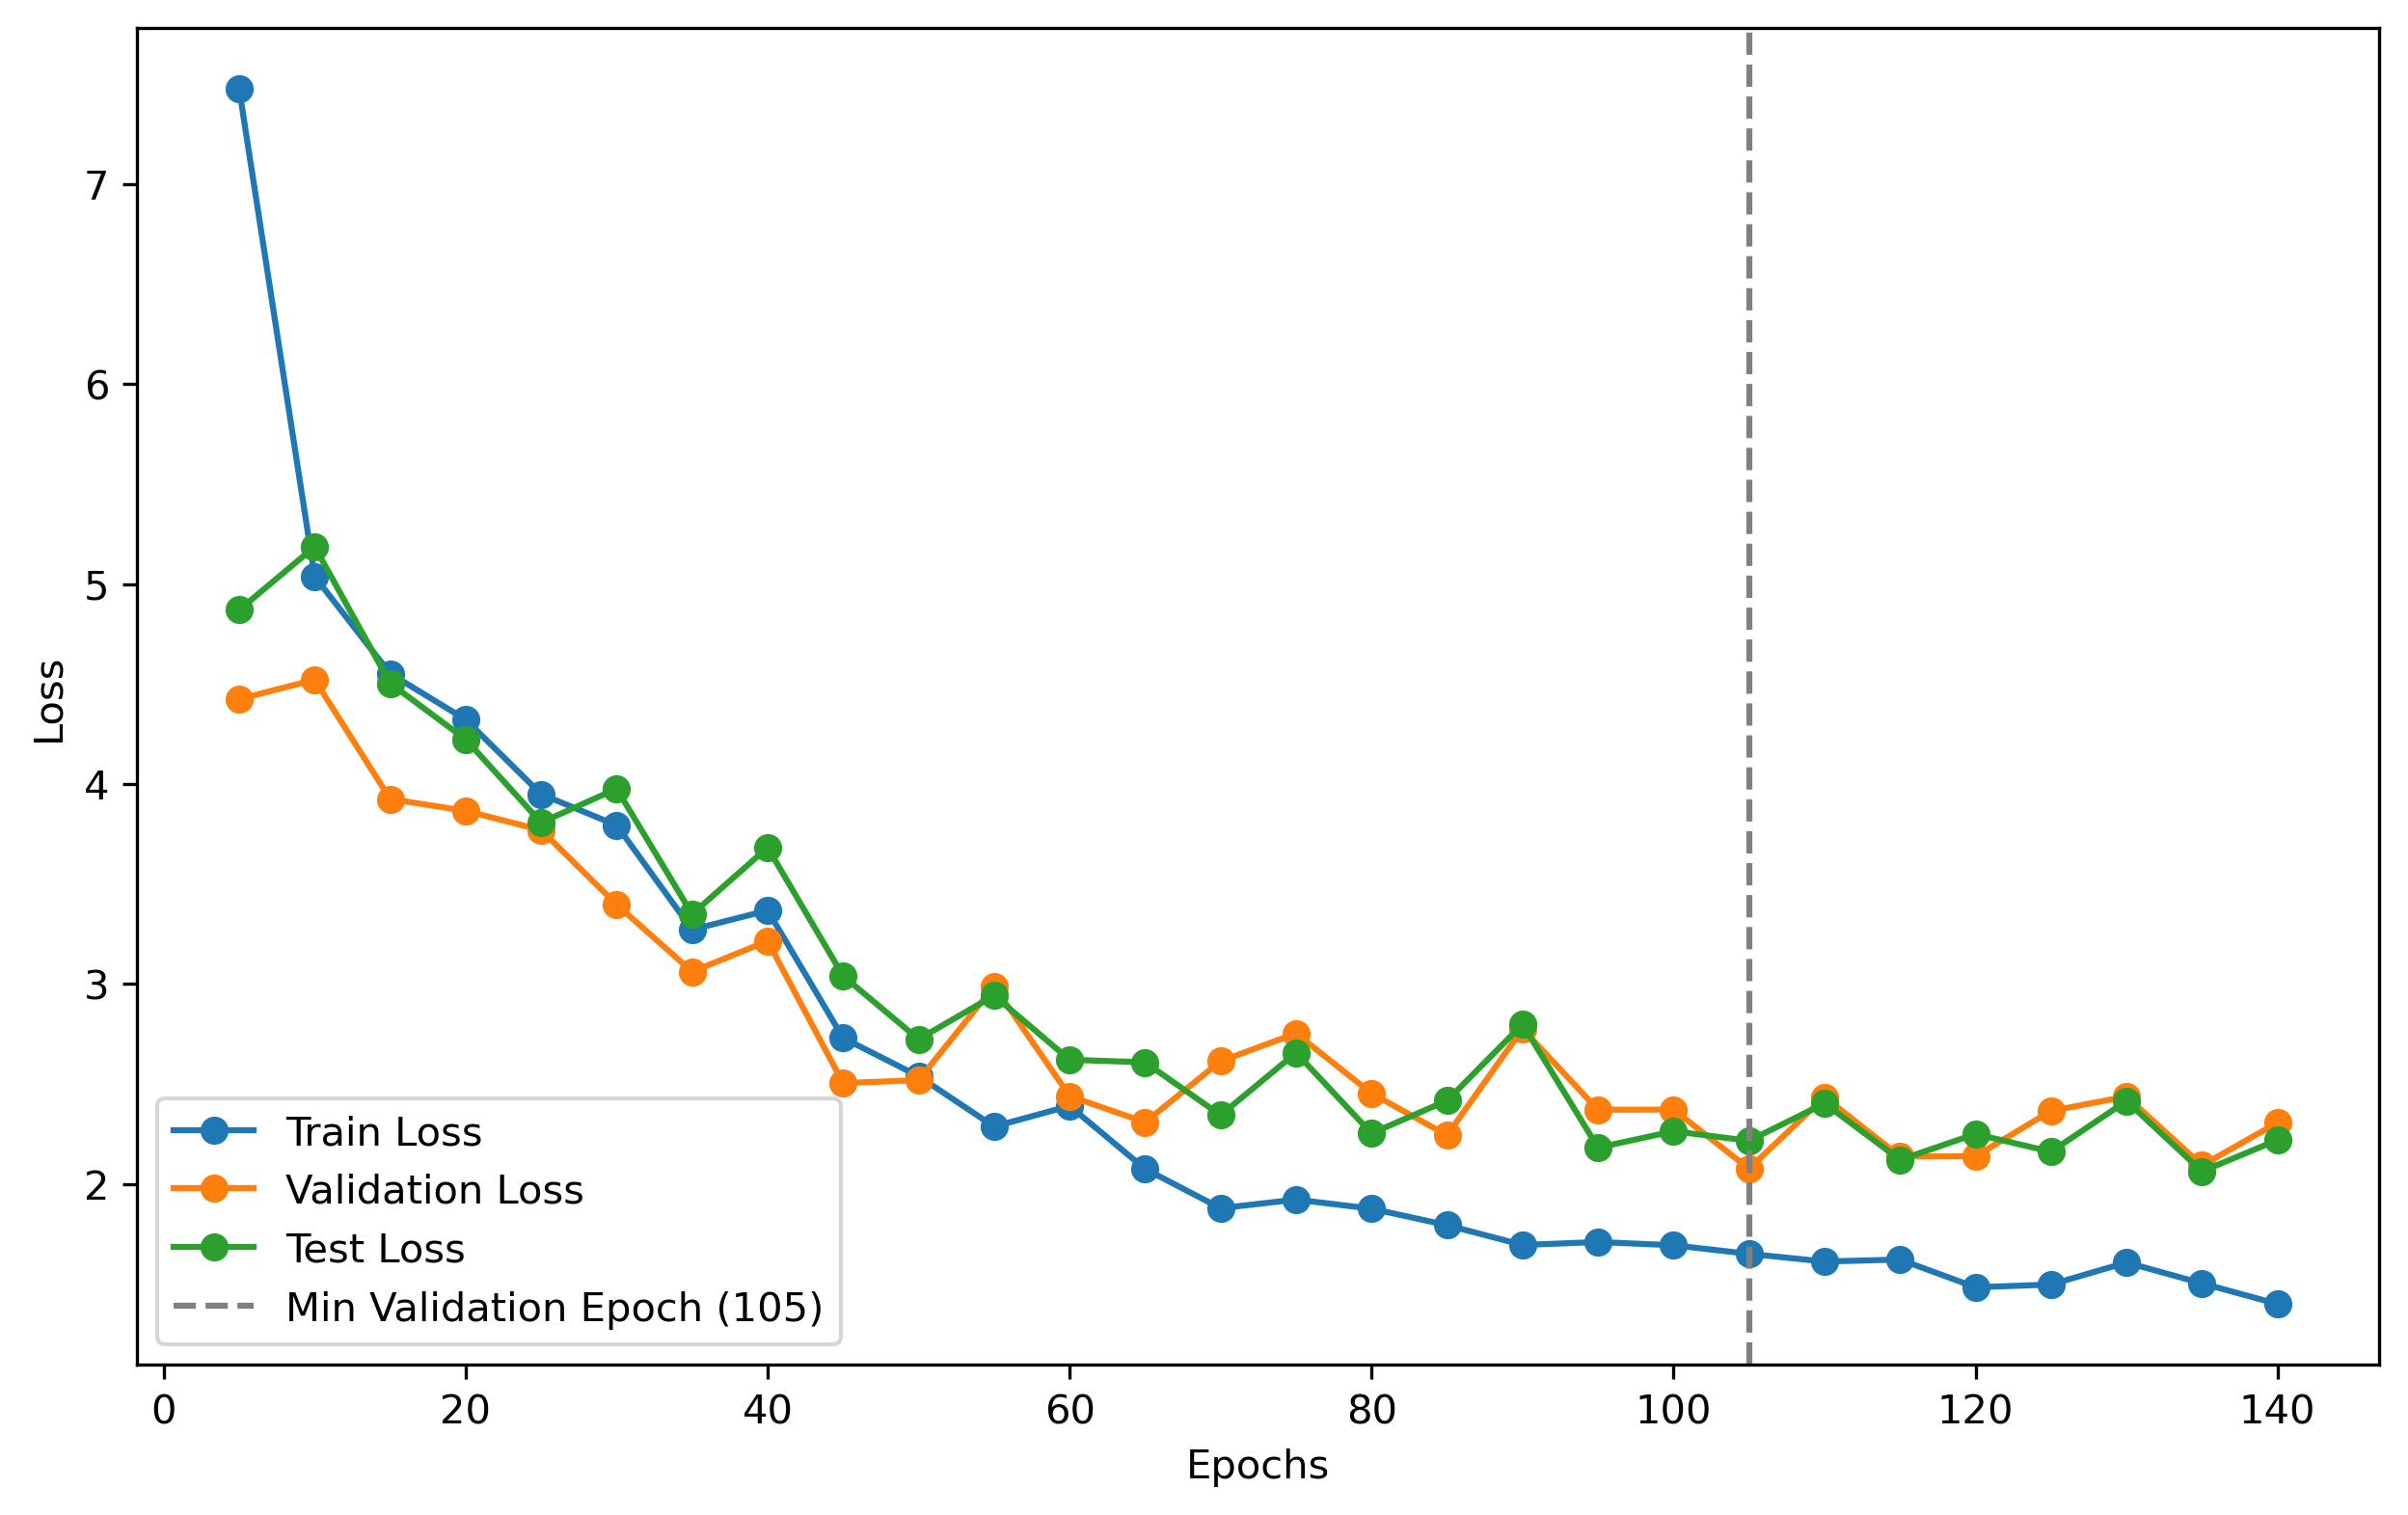 7
6
5
4
3
2
Loss
Train Loss
Validation Loss
Test Loss
Min Validation Epoch (105)
0 20 40 60 80 100 120 140
Epochs